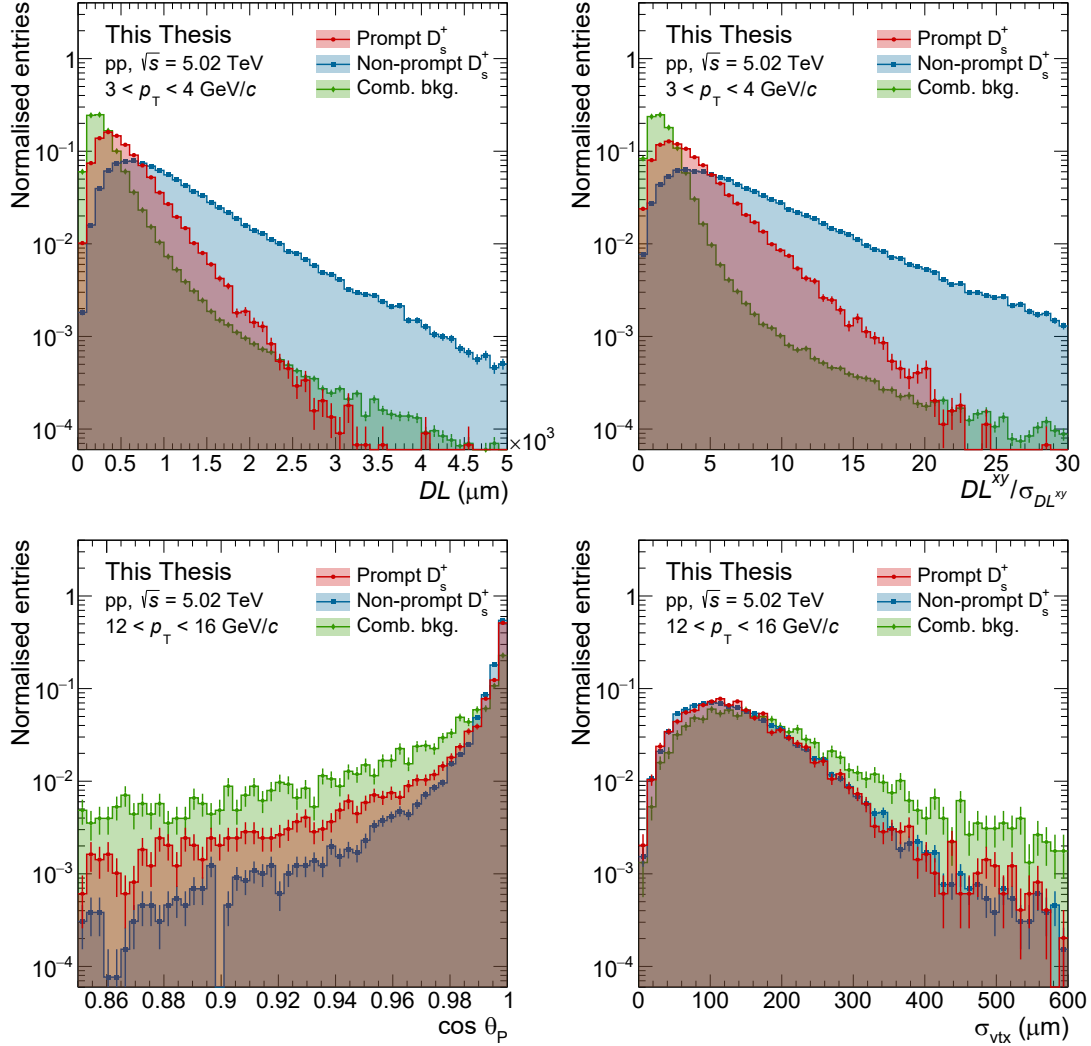 Normalised entries
1
10⁻¹
10⁻²
10⁻³
10⁻⁴
This Thesis
pp, √s = 5.02 TeV
3 < p_T < 4 GeV/c
Prompt D_s^+
Non-prompt D_s^+
Comb. bkg.
0 0.5 1 1.5 2 2.5 3 3.5 4 4.5 5
×10³
DL (μm)
Normalised entries
1
10⁻¹
10⁻²
10⁻³
10⁻⁴
This Thesis
pp, √s = 5.02 TeV
3 < p_T < 4 GeV/c
Prompt D_s^+
Non-prompt D_s^+
Comb. bkg.
0 5 10 15 20 25 30
DL^xy/σ_DL^xy
Normalised entries
1
10⁻¹
10⁻²
10⁻³
10⁻⁴
This Thesis
pp, √s = 5.02 TeV
12 < p_T < 16 GeV/c
Prompt D_s^+
Non-prompt D_s^+
Comb. bkg.
0.86 0.88 0.9 0.92 0.94 0.96 0.98 1
cos θ_P
Normalised entries
1
10⁻¹
10⁻²
10⁻³
10⁻⁴
This Thesis
pp, √s = 5.02 TeV
12 < p_T < 16 GeV/c
Prompt D_s^+
Non-prompt D_s^+
Comb. bkg.
0 100 200 300 400 500 600
σ_vtx (μm)